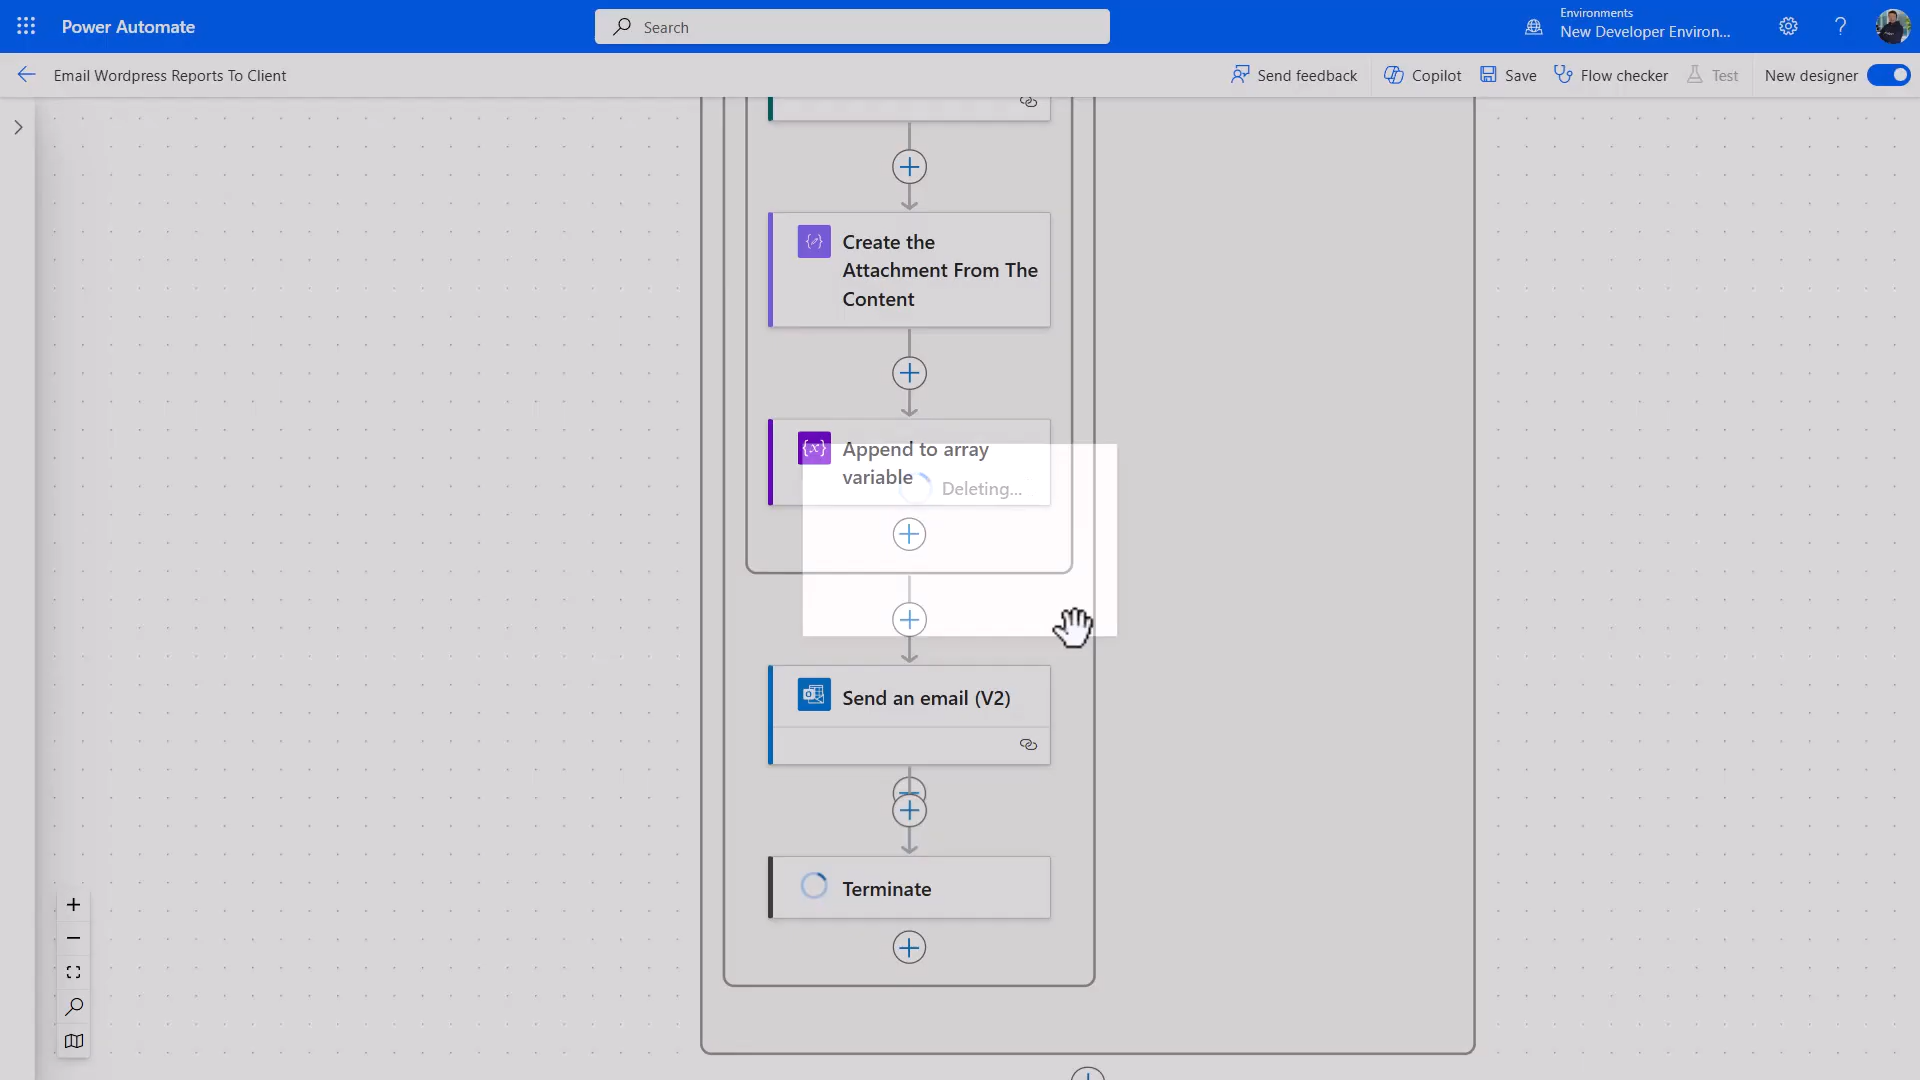 Power Automate
Search
Environments
New Developer Environ...
Email Wordpress Reports To Client
Send feedback
Copilot
Save
Flow checker
Test
New designer
Create the
Attachment From The
Content
{x}
Append to array
variable
Deleting...
Send an email (V2)
Terminate